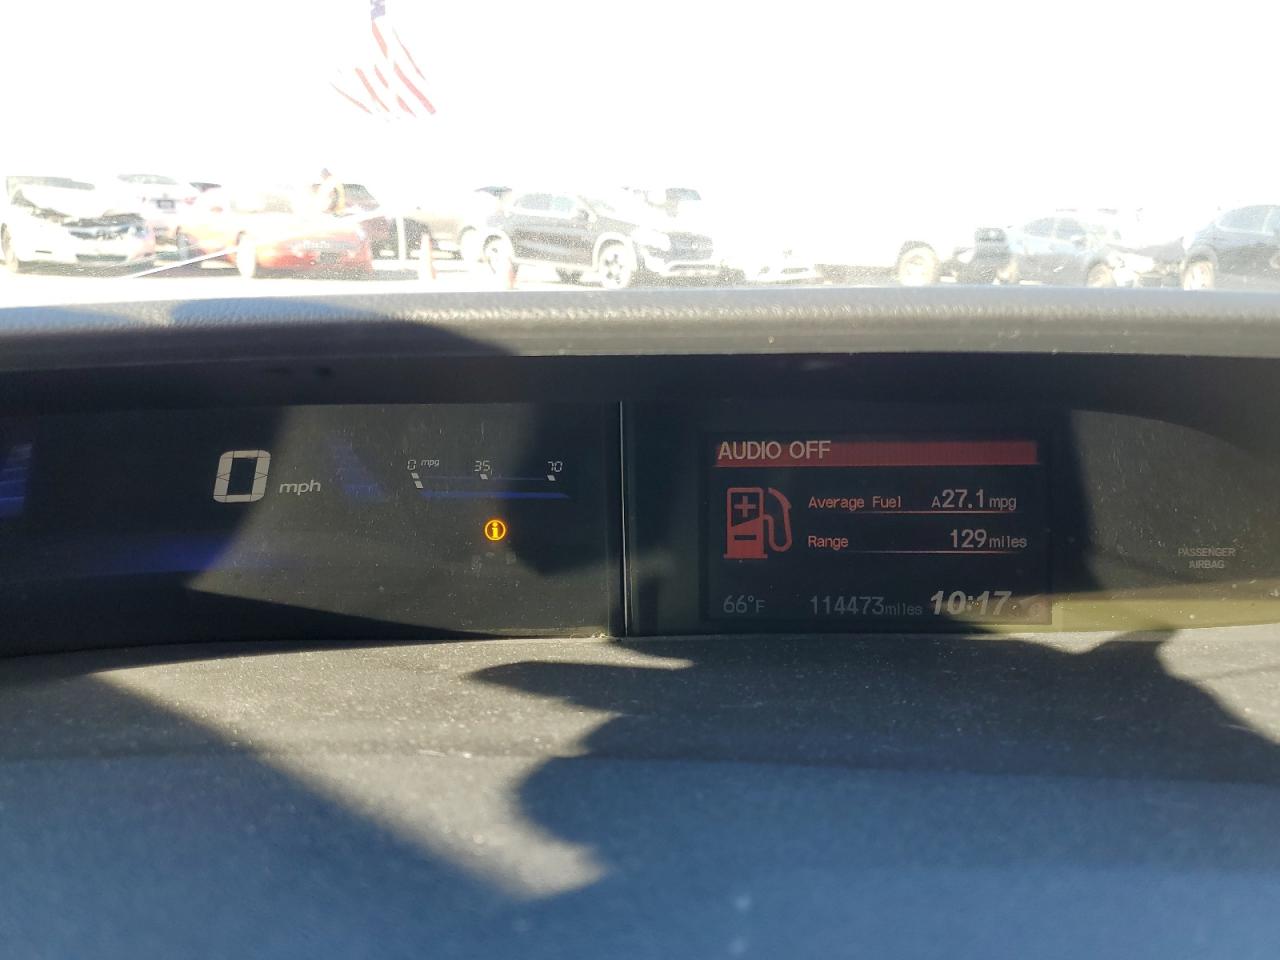 AUDIO OFF
0 mph
0 mpg 35 70
Average Fuel A27.1 mpg
Range 129 miles
66°F 114473 miles 10:17
PASSENGER
AIRBAG